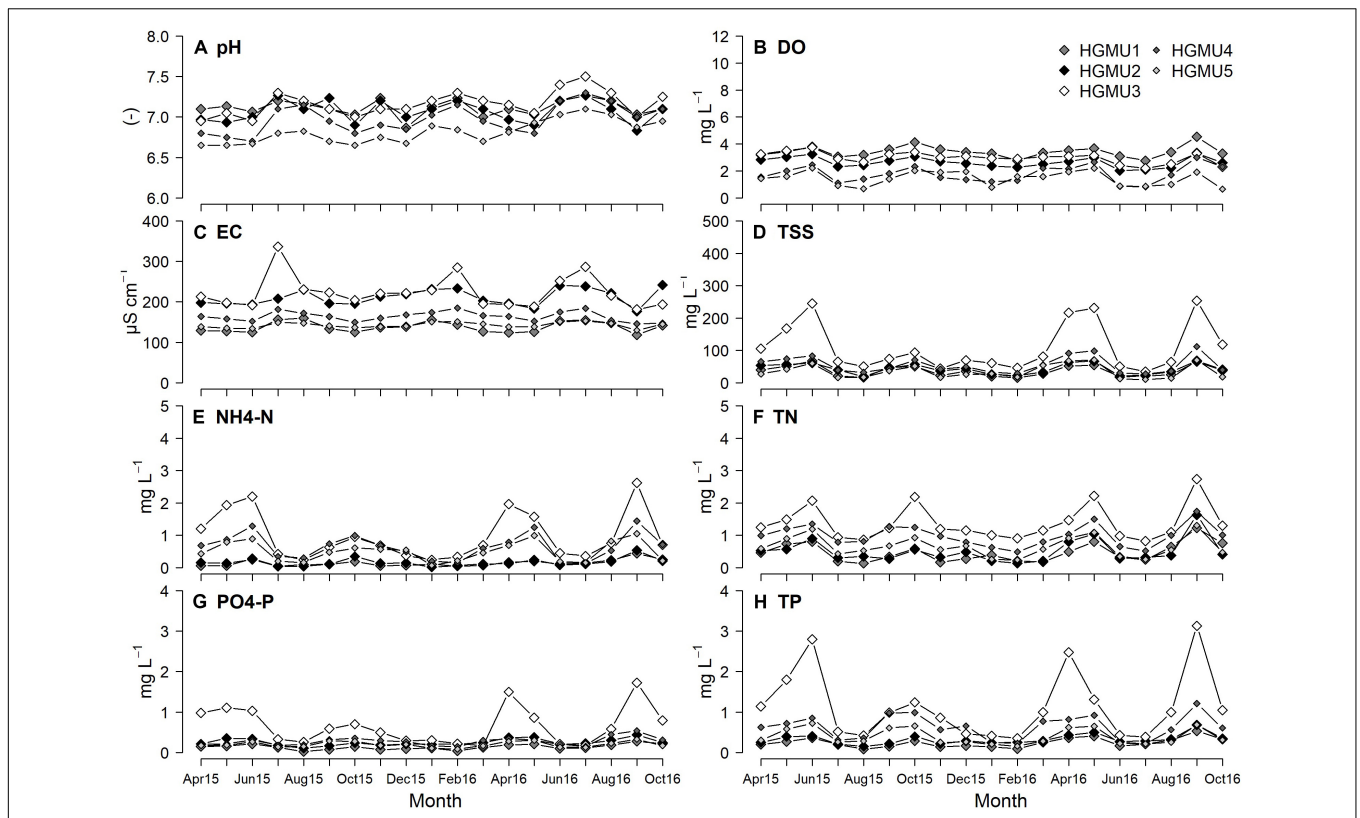 A pH
(-)
8.0
7.5
7.0
6.5
6.0
B DO
mg L⁻¹
12
10
8
6
4
2
0
HGMU1 HGMU4
HGMU2 HGMU5
HGMU3
C EC
µS cm⁻¹
400
300
200
100
0
D TSS
mg L⁻¹
500
400
300
200
100
0
E NH4-N
mg L⁻¹
5
4
3
2
1
0
F TN
mg L⁻¹
5
4
3
2
1
0
G PO4-P
mg L⁻¹
4
3
2
1
0
Apr15 Jun15 Aug15 Oct15 Dec15 Feb16 Apr16 Jun16 Aug16 Oct16
Month
H TP
mg L⁻¹
4
3
2
1
0
Apr15 Jun15 Aug15 Oct15 Dec15 Feb16 Apr16 Jun16 Aug16 Oct16
Month